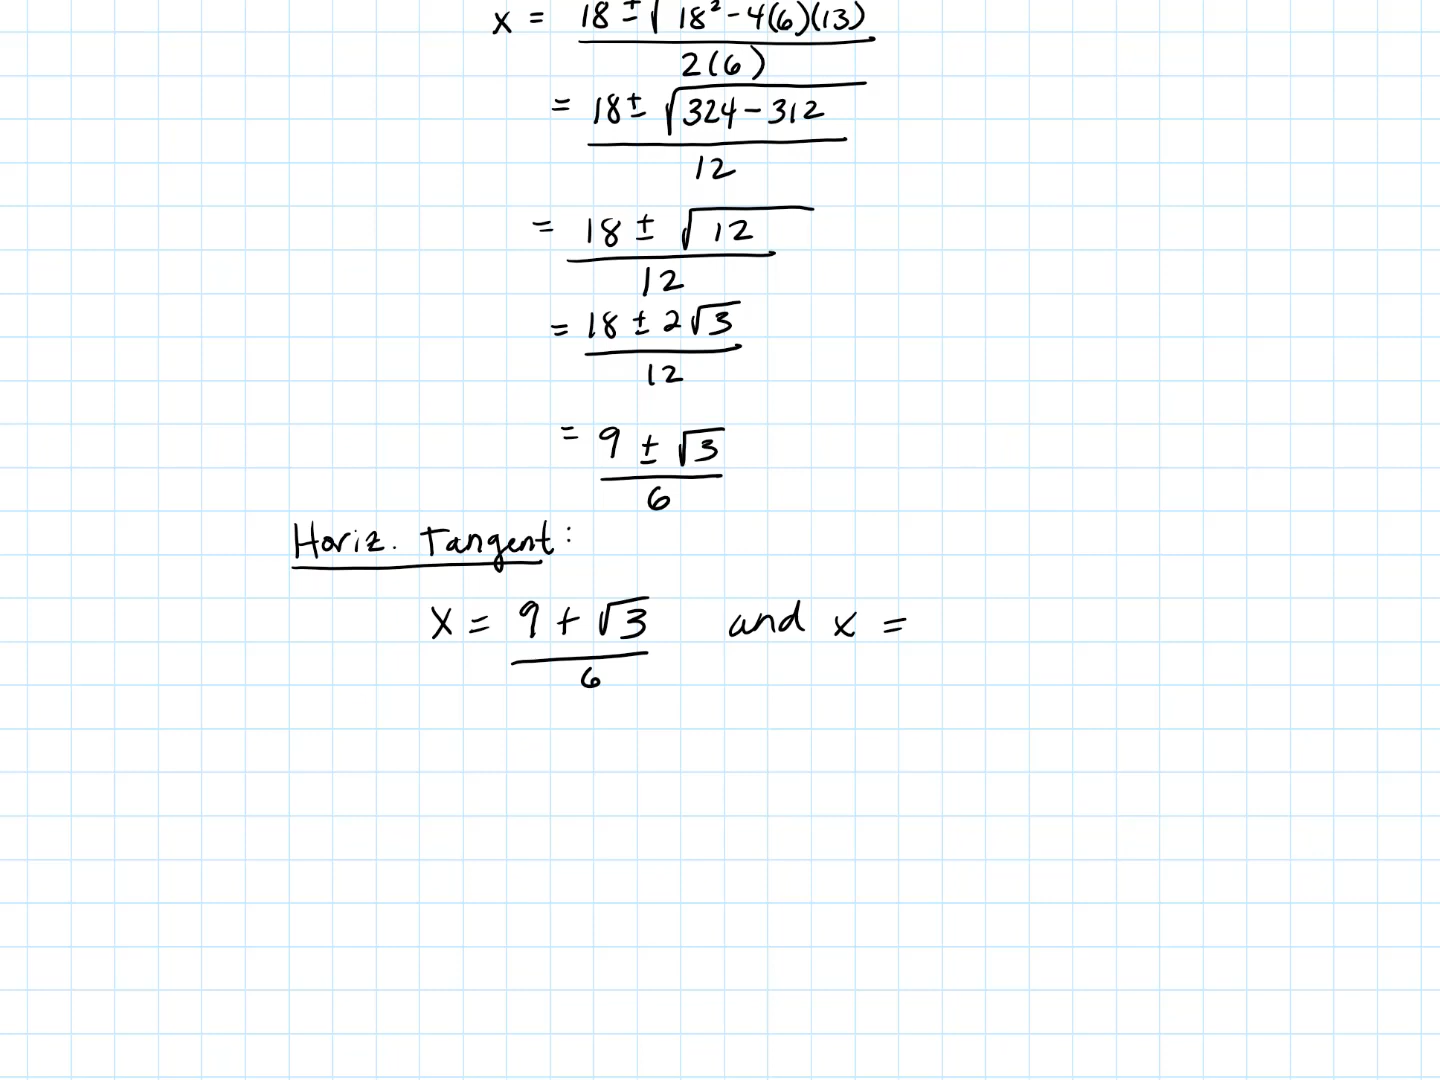 x = 18 ± √(18² - 4(6)(13)) / 2(6)
= 18 ± √(324 - 312) / 12
= 18 ± √12 / 12
= 18 ± 2√3 / 12
= 9 ± √3 / 6
Horiz. Tangent:
x = 9 + √3 / 6 and x =